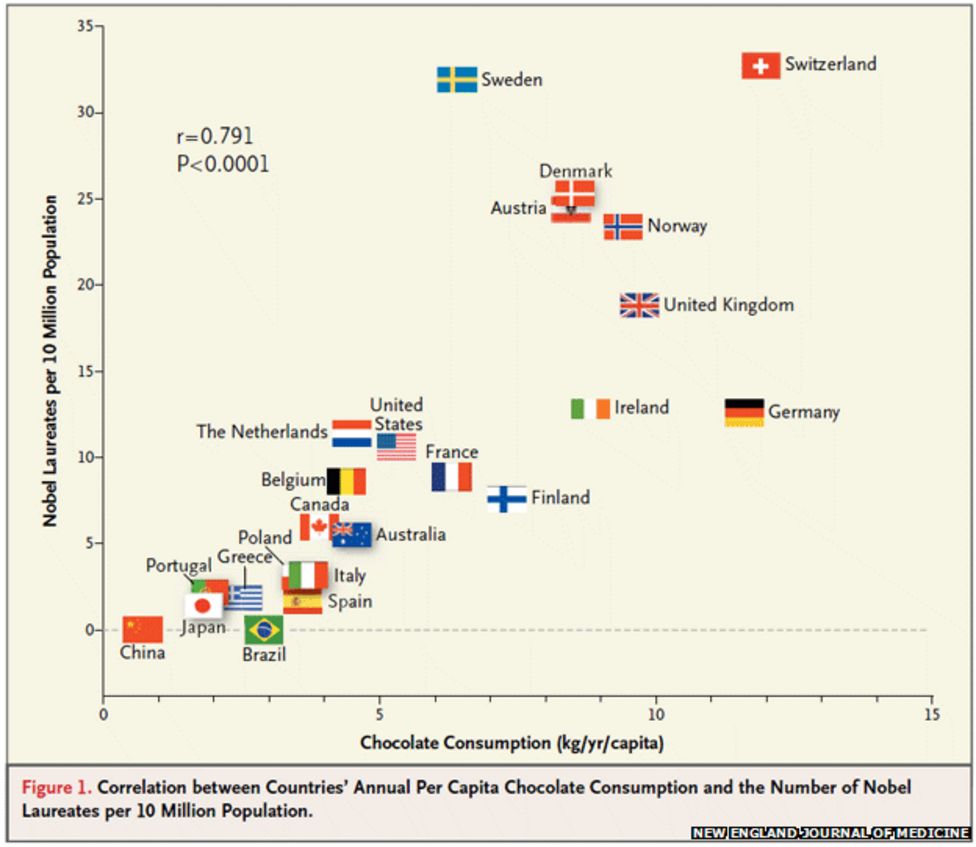 35
30
25
20
15
10
5
0
Nobel Laureates per 10 Million Population
r=0.791
P<0.0001
Sweden
Switzerland
Denmark
Austria
Norway
United Kingdom
Ireland
Germany
United
States
The Netherlands
France
Belgium
Finland
Canada
Australia
Poland
Greece
Portugal
Italy
Spain
Japan
China
Brazil
0
5
10
15
Chocolate Consumption (kg/yr/capita)
Figure 1. Correlation between Countries' Annual Per Capita Chocolate Consumption and the Number of Nobel
Laureates per 10 Million Population.
NEW ENGLAND JOURNAL OF MEDICINE